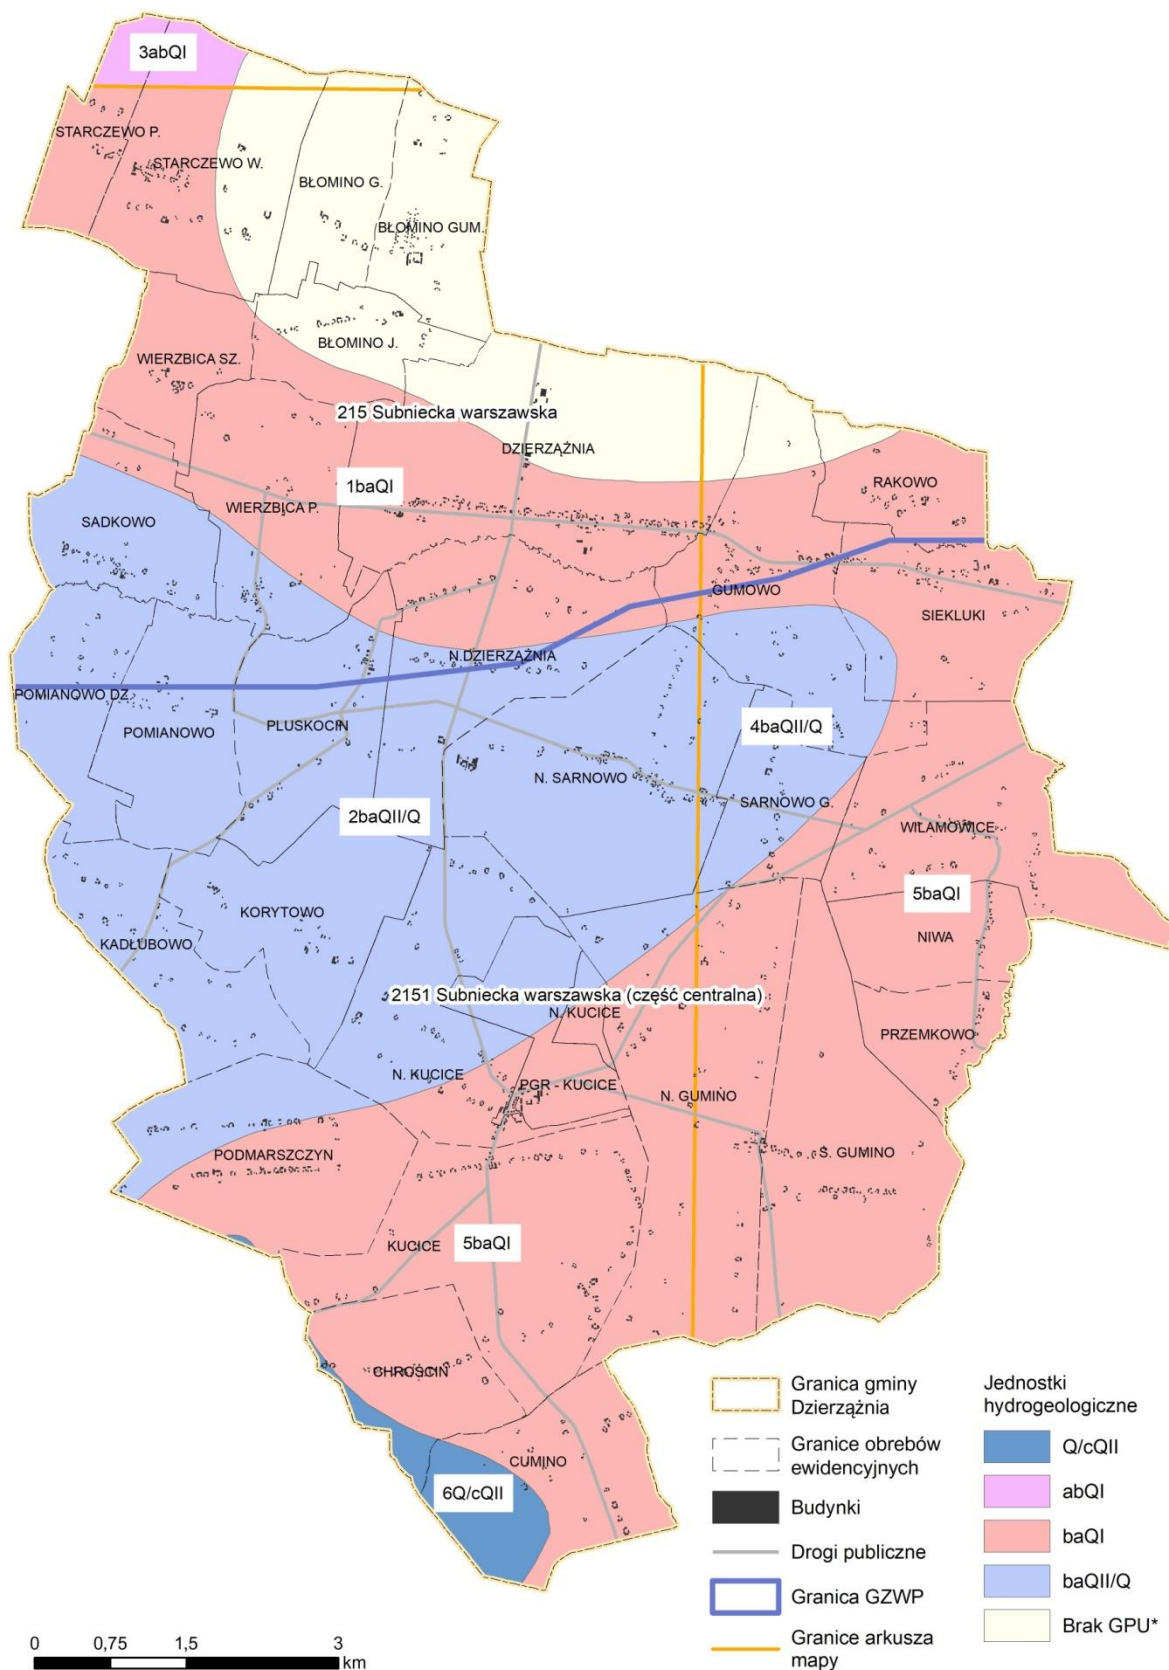 3abQI
STARCZEWO P.
STARCZEWO W.
BŁOMINO G.
BŁOMINO GUM.
BŁOMINO J.
WIERZBICA SZ.
215 Subniecka warszawska
DZIERZĄŻNIA
1baQI
RAKOWO
WIERZBICA P.
SADKOWO
GUMOWO
SIEKLUKI
N.DZIERZĄŻNIA
POMIANOWO DZ.
POMIANOWO
PLUSKOCIN
4baQII/Q
N. SARNOWO
SARNOWO G.
2baQII/Q
WILAMOWICE
5baQI
KORYTOWO
NIWA
KADŁUBOWO
2151 Subniecka warszawska (część centralna)
N. KUCICE
PRZEMKOWO
N. KUCICE
PGR - KUCICE
N. GUMINO
PODMARSZCZYN
S. GUMINO
KUCICE
5baQI
CHROŚCIN
CUMINO
6Q/cQII
Granica gminy
Dzierzążnia
Granice obrębów
ewidencyjnych
Budynki
Drogi publiczne
Granica GZWP
Granice arkusza
mapy
Jednostki
hydrogeologiczne
Q/cQII
abQI
baQI
baQII/Q
Brak GPU*
0 0,75 1,5 3
km